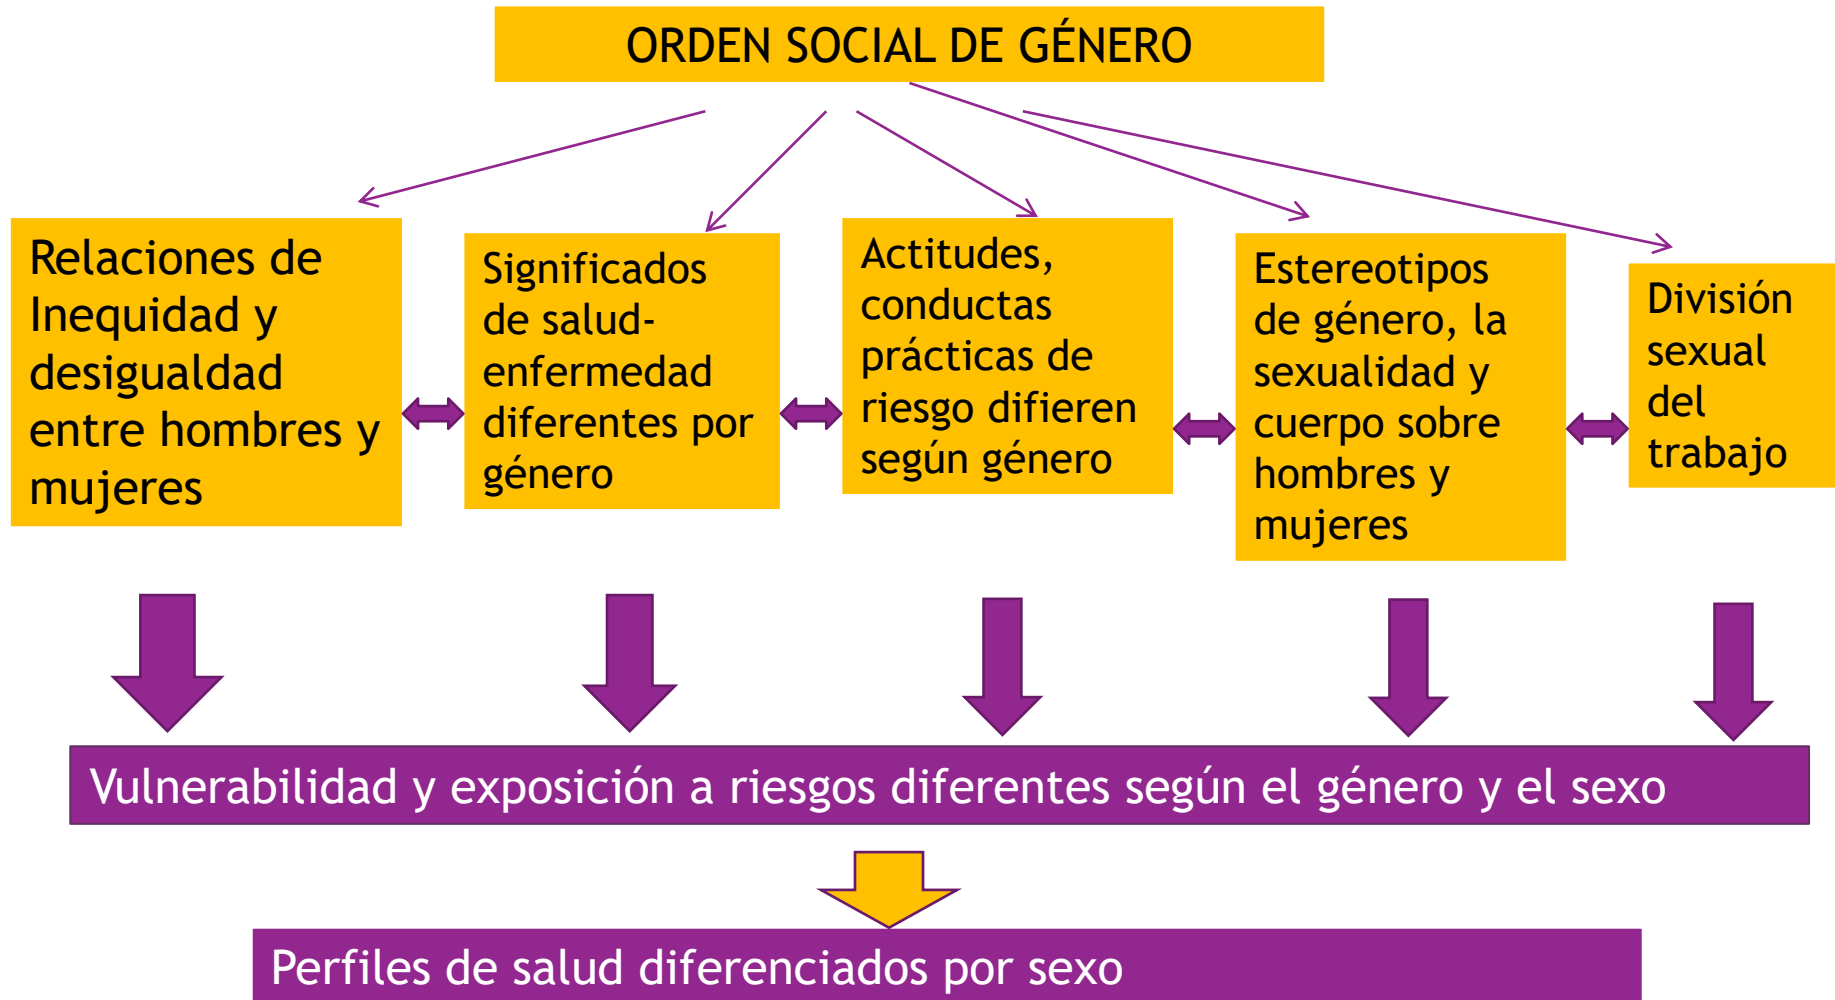 ORDEN SOCIAL DE GÉNERO
Relaciones de
Inequidad y
desigualdad
entre hombres y
mujeres
Significados
de salud-
enfermedad
diferentes por
género
Actitudes,
conductas
prácticas de
riesgo difieren
según género
Estereotipos
de género, la
sexualidad y
cuerpo sobre
hombres y
mujeres
División
sexual
del
trabajo
Vulnerabilidad y exposición a riesgos diferentes según el género y el sexo
Perfiles de salud diferenciados por sexo